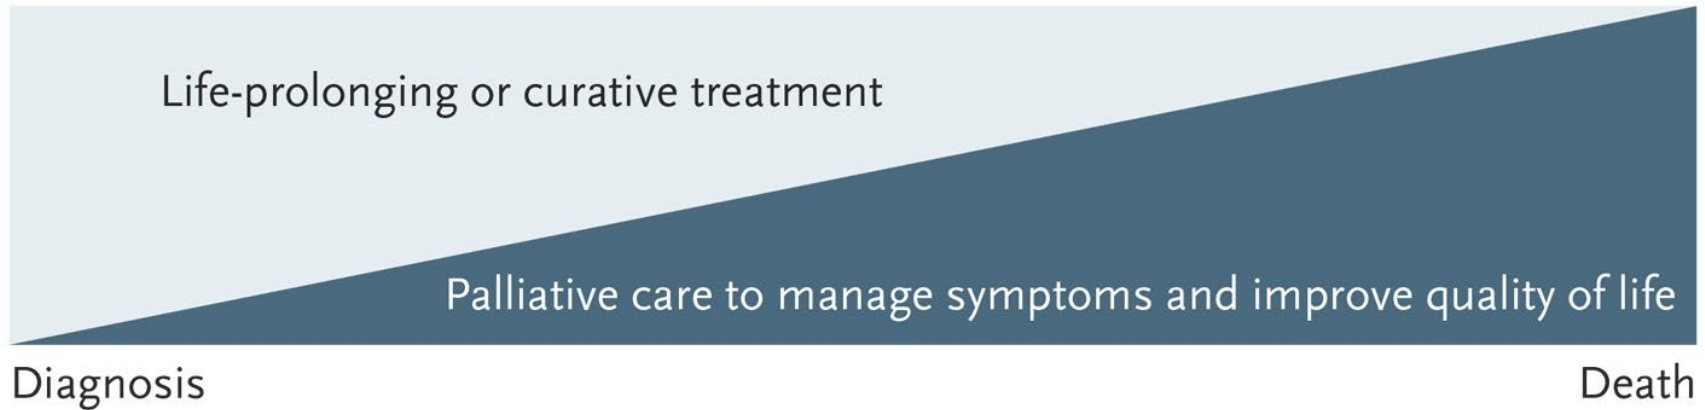 Life-prolonging or curative treatment
Palliative care to manage symptoms and improve quality of life
Diagnosis
Death